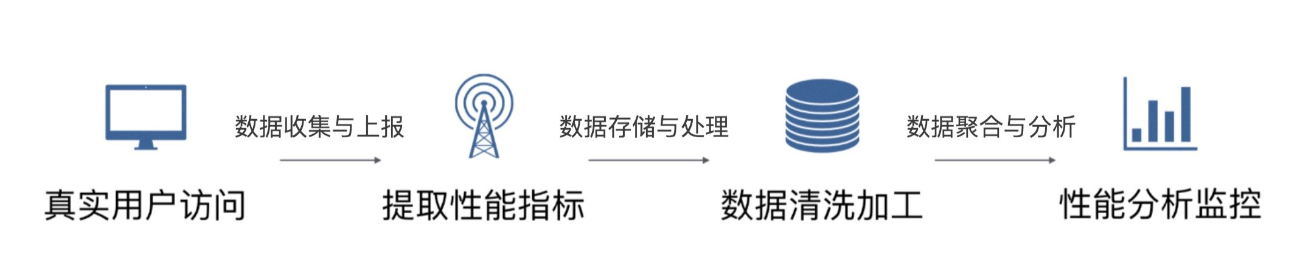 数据收集与上报
数据存储与处理
数据聚合与分析
真实用户访问
提取性能指标
数据清洗加工
性能分析监控